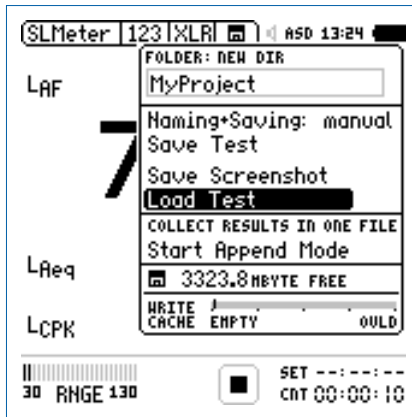 SLMeter 123 XLR ASD 13:24
FOLDER: NEW DIR
LAF
MyProject
Naming+Saving: manual
Save Test
7
Save Screenshot
Load Test
COLLECT RESULTS IN ONE FILE
Start Append Mode
LAeq
3323.8 MBYTE FREE
WRITE
CACHE EMPTY OVLD
LCPK
SET --:--:--
30 RNGE 130
CNT 00:00:10